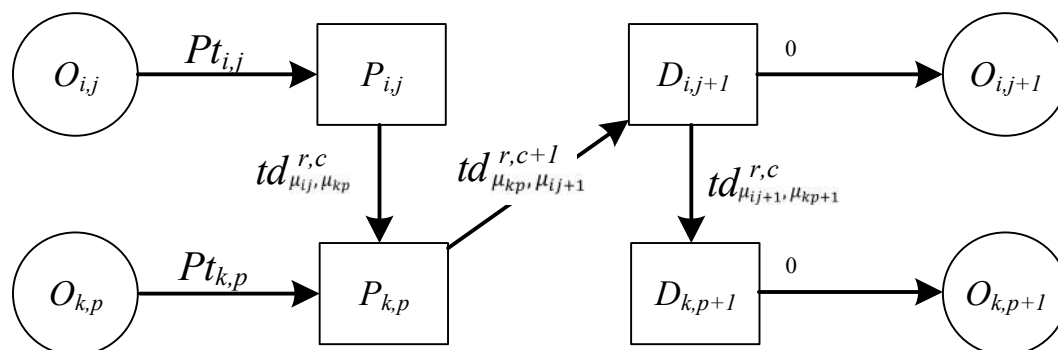 O_{i,j} Pt_{i,j} P_{i,j} D_{i,j+1} 0 O_{i,j+1}
td^{r,c}_{μ_{ij}, μ_{kp}} td^{r,c+1}_{μ_{kp}, μ_{ij+1}} td^{r,c}_{μ_{ij+1}, μ_{kp+1}}
O_{k,p} Pt_{k,p} P_{k,p} D_{k,p+1} 0 O_{k,p+1}